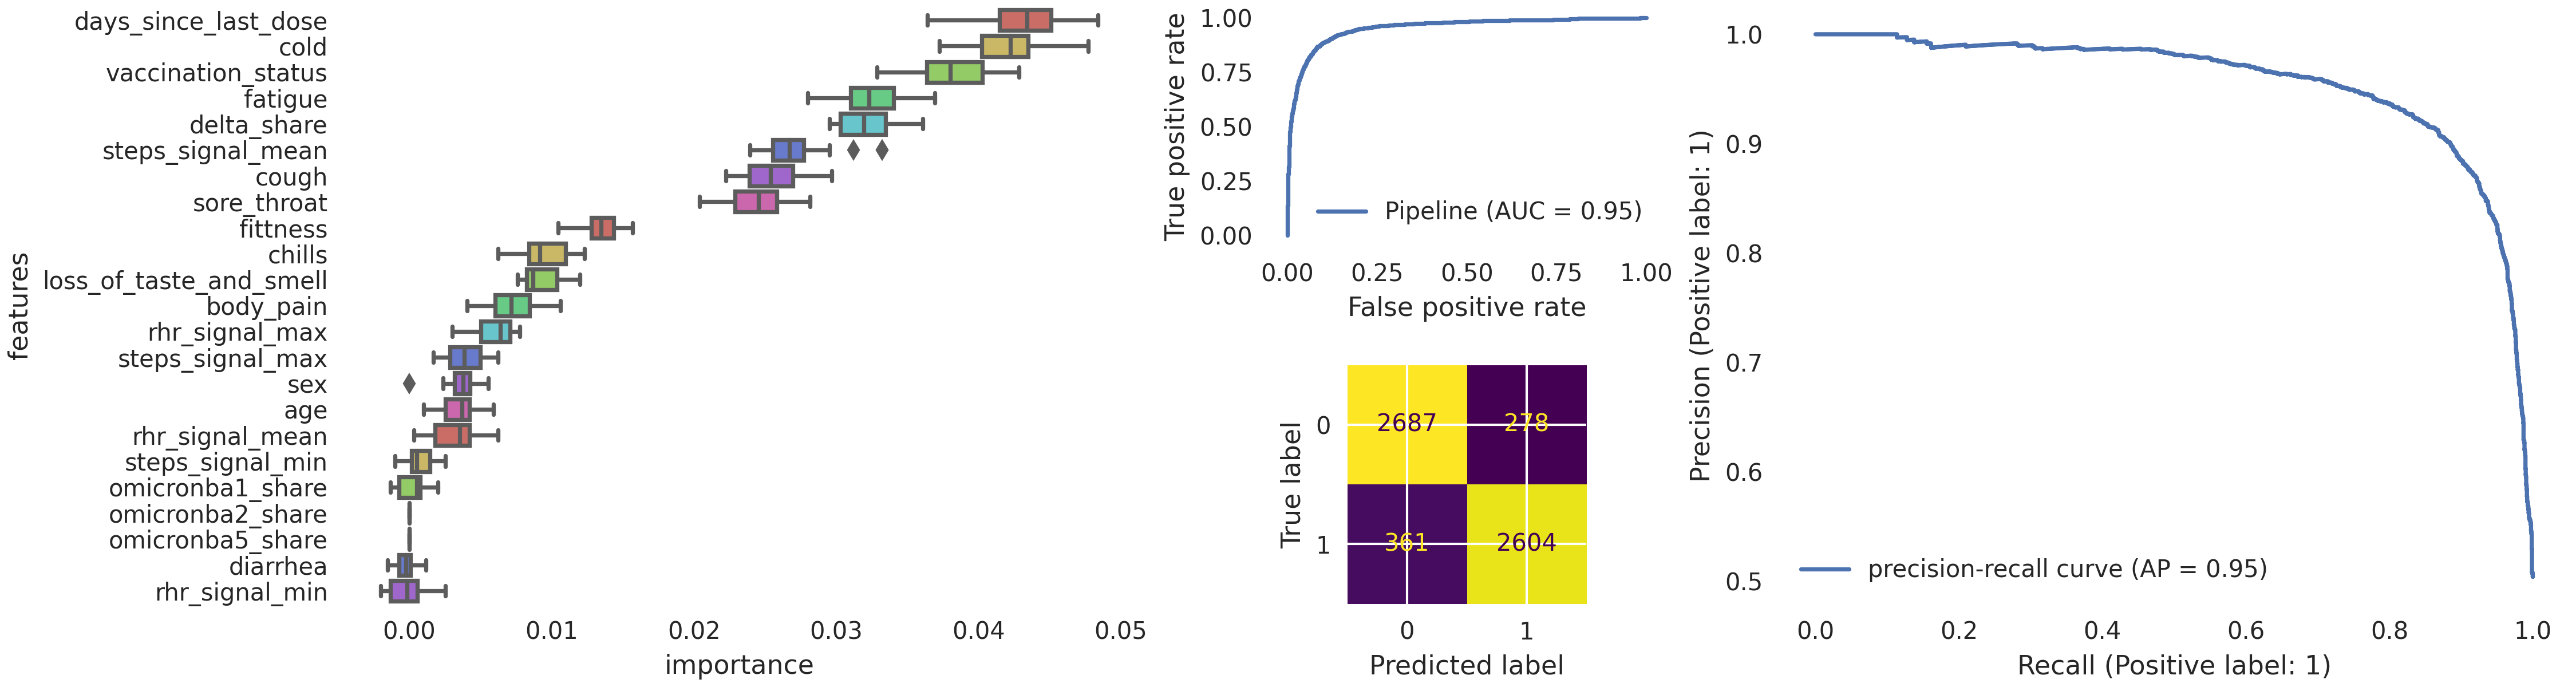 features
days_since_last_dose
cold
vaccination_status
fatigue
delta_share
steps_signal_mean
cough
sore_throat
fittness
chills
loss_of_taste_and_smell
body_pain
rhr_signal_max
steps_signal_max
sex
age
rhr_signal_mean
steps_signal_min
omicronba1_share
omicronba2_share
omicronba5_share
diarrhea
rhr_signal_min
0.00 0.01 0.02 0.03 0.04 0.05
importance
True positive rate
1.00
0.75
0.50
0.25
0.00
Pipeline (AUC = 0.95)
0.00 0.25 0.50 0.75 1.00
False positive rate
True label
0
1
2687 278
361 2604
0 1
Predicted label
Precision (Positive label: 1)
1.0
0.9
0.8
0.7
0.6
0.5
precision-recall curve (AP = 0.95)
0.0 0.2 0.4 0.6 0.8 1.0
Recall (Positive label: 1)